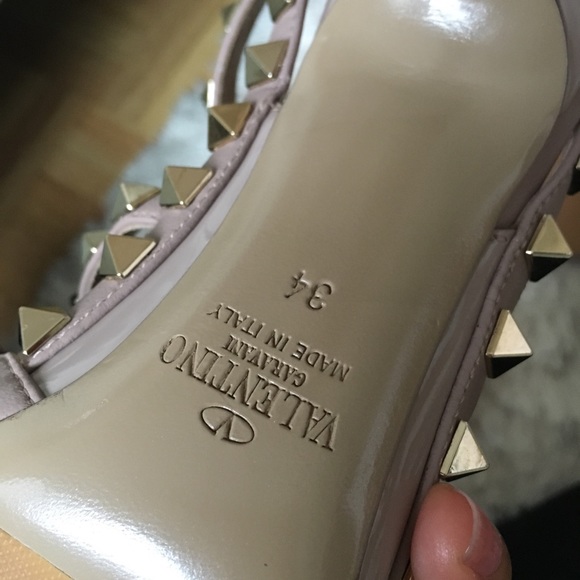 VALENTINO
GARAVANI
MADE IN ITALY
34